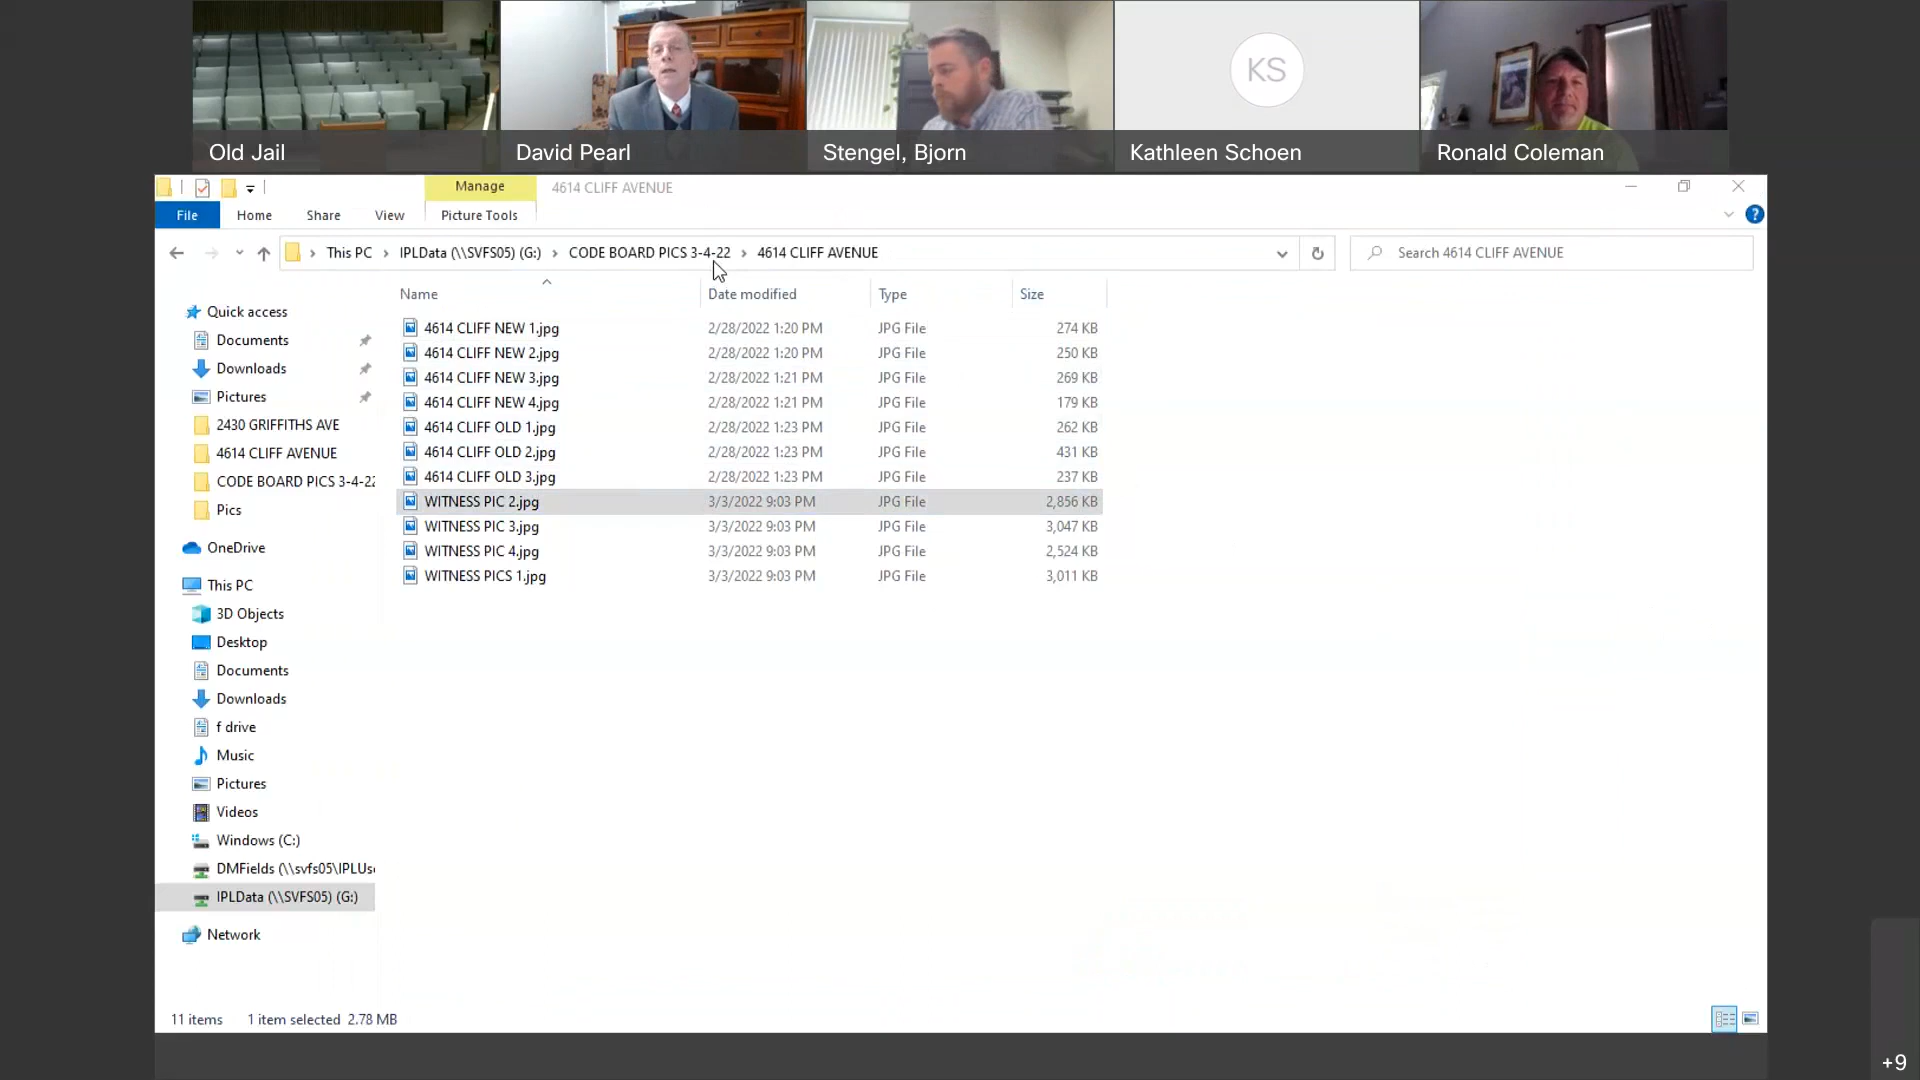 Old Jail
David Pearl
Stengel, Bjorn
KS
Kathleen Schoen
Ronald Coleman
Manage
4614 CLIFF AVENUE
File
Home
Share
View
Picture Tools
This PC
IPLData (\\SVFS05) (G:)
CODE BOARD PICS 3-4-22
4614 CLIFF AVENUE
Search 4614 CLIFF AVENUE
Name
Date modified
Type
Size
4614 CLIFF NEW 1.jpg 2/28/2022 1:20 PM JPG File 274 KB
4614 CLIFF NEW 2.jpg 2/28/2022 1:20 PM JPG File 250 KB
4614 CLIFF NEW 3.jpg 2/28/2022 1:21 PM JPG File 269 KB
4614 CLIFF NEW 4.jpg 2/28/2022 1:21 PM JPG File 179 KB
4614 CLIFF OLD 1.jpg 2/28/2022 1:23 PM JPG File 262 KB
4614 CLIFF OLD 2.jpg 2/28/2022 1:23 PM JPG File 431 KB
4614 CLIFF OLD 3.jpg 2/28/2022 1:23 PM JPG File 237 KB
WITNESS PIC 2.jpg 3/3/2022 9:03 PM JPG File 2,856 KB
WITNESS PIC 3.jpg 3/3/2022 9:03 PM JPG File 3,047 KB
WITNESS PIC 4.jpg 3/3/2022 9:03 PM JPG File 2,524 KB
WITNESS PICS 1.jpg 3/3/2022 9:03 PM JPG File 3,011 KB
Quick access
Documents
Downloads
Pictures
2430 GRIFFITHS AVE
4614 CLIFF AVENUE
CODE BOARD PICS 3-4-22
Pics
OneDrive
This PC
3D Objects
Desktop
Documents
Downloads
f drive
Music
Pictures
Videos
Windows (C:)
DMFields (\\svfs05\IPLUs
IPLData (\\SVFS05) (G:)
Network
11 items
1 item selected 2.78 MB
+9